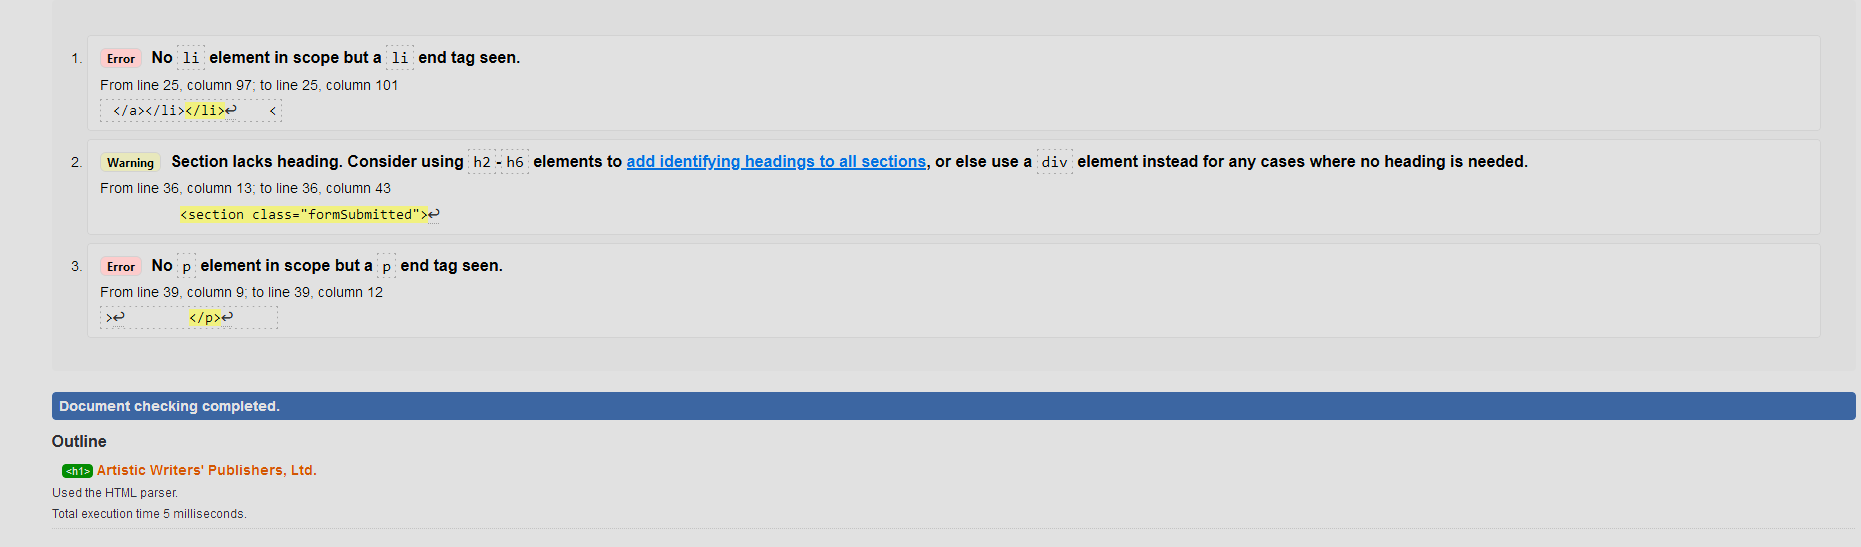 1. Error No li element in scope but a li end tag seen.
From line 25, column 97; to line 25, column 101
</a></li></li>↩ <
2. Warning Section lacks heading. Consider using h2-h6 elements to add identifying headings to all sections, or else use a div element instead for any cases where no heading is needed.
From line 36, column 13; to line 36, column 43
<section class="formSubmitted">↩
3. Error No p element in scope but a p end tag seen.
From line 39, column 9; to line 39, column 12
>↩ </p>↩
Document checking completed.
Outline
<h1> Artistic Writers' Publishers, Ltd.
Used the HTML parser.
Total execution time 5 milliseconds.